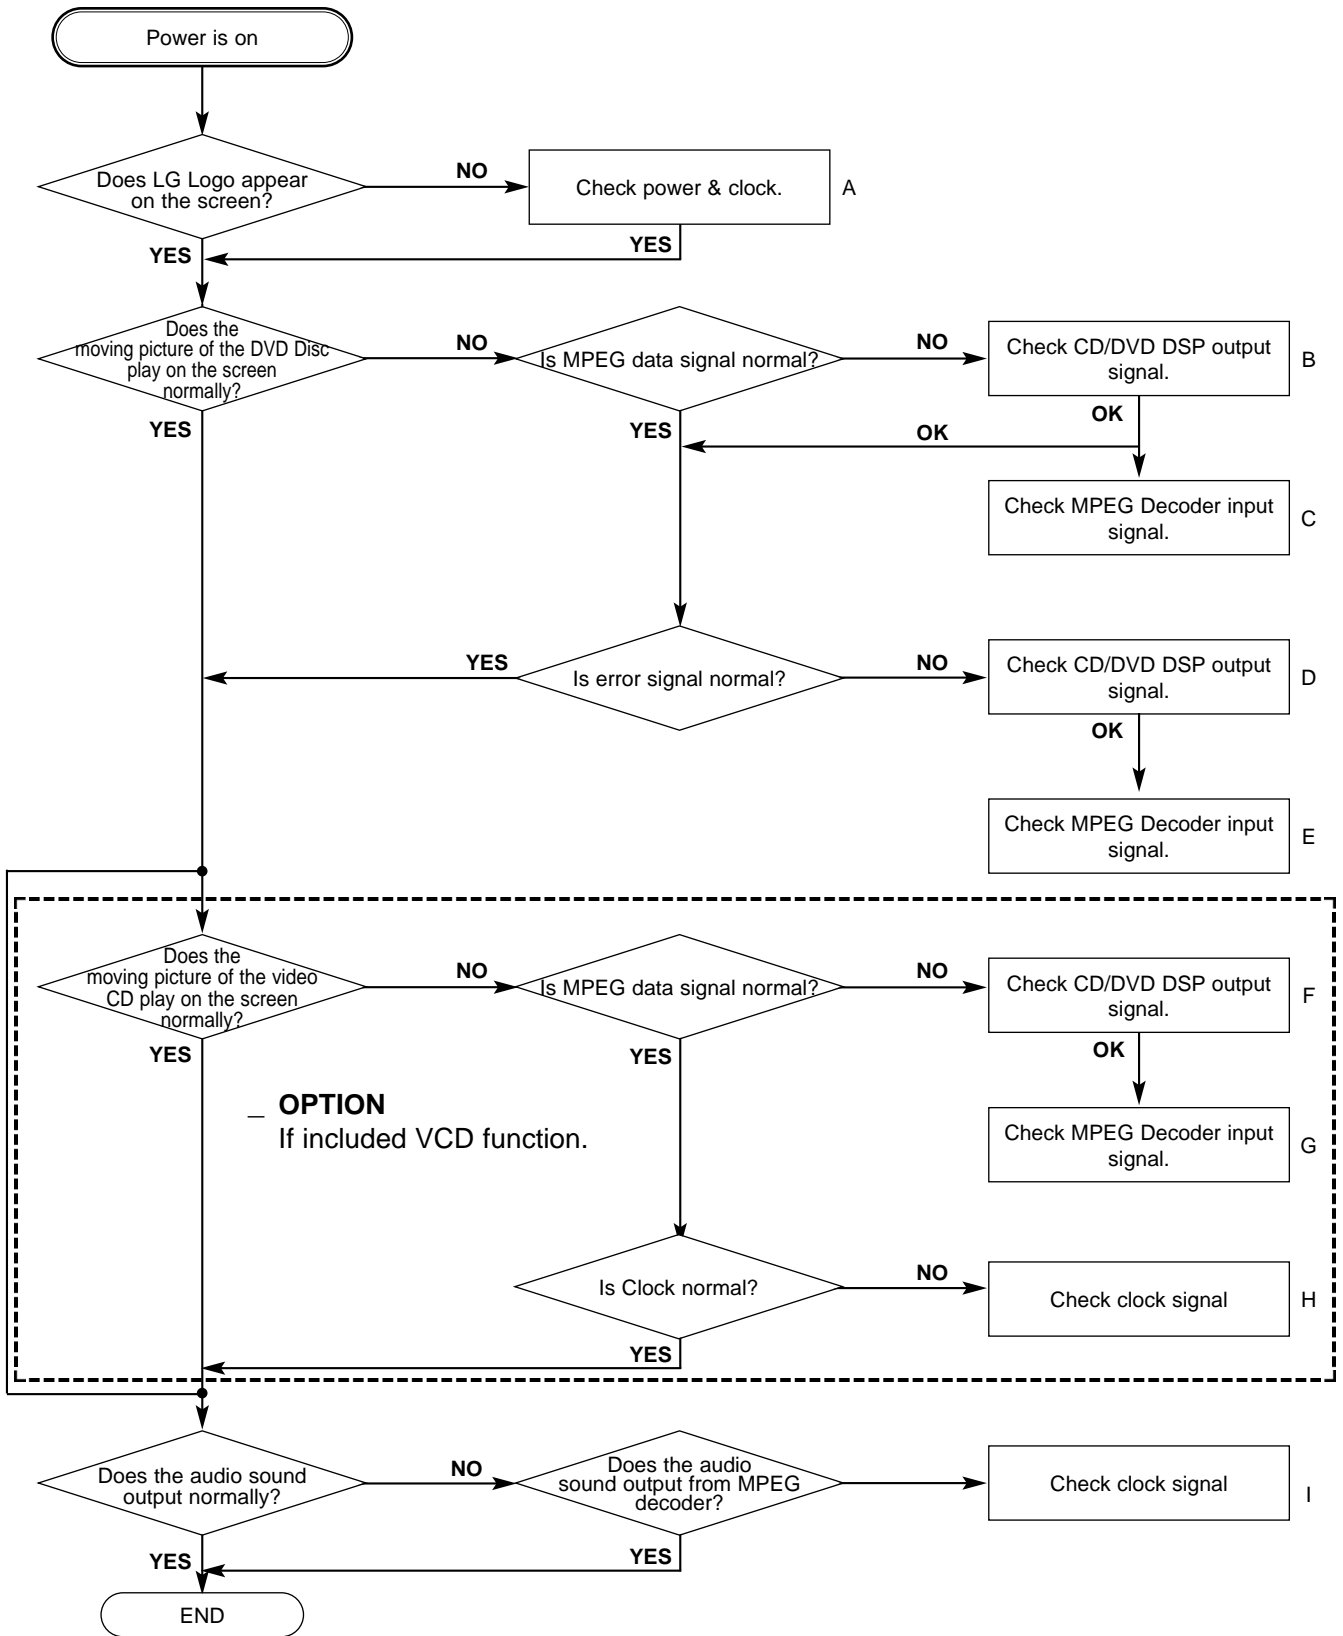 Power is on
Does LG Logo appear
on the screen?
NO
Check power & clock.
A
YES
YES
Does the
moving picture of the DVD Disc
play on the screen
normally?
NO
Is MPEG data signal normal?
NO
Check CD/DVD DSP output
signal.
B
YES
YES
OK
OK
Check MPEG Decoder input
signal.
C
YES
Is error signal normal?
NO
Check CD/DVD DSP output
signal.
D
OK
Check MPEG Decoder input
signal.
E
Does the
moving picture of the video
CD play on the screen
normally?
NO
Is MPEG data signal normal?
NO
Check CD/DVD DSP output
signal.
F
YES
YES
OK
_ OPTION
If included VCD function.
Check MPEG Decoder input
signal.
G
Is Clock normal?
NO
Check clock signal
H
YES
Does the audio sound
output normally?
NO
Does the audio
sound output from MPEG
decoder?
Check clock signal
I
YES
YES
END